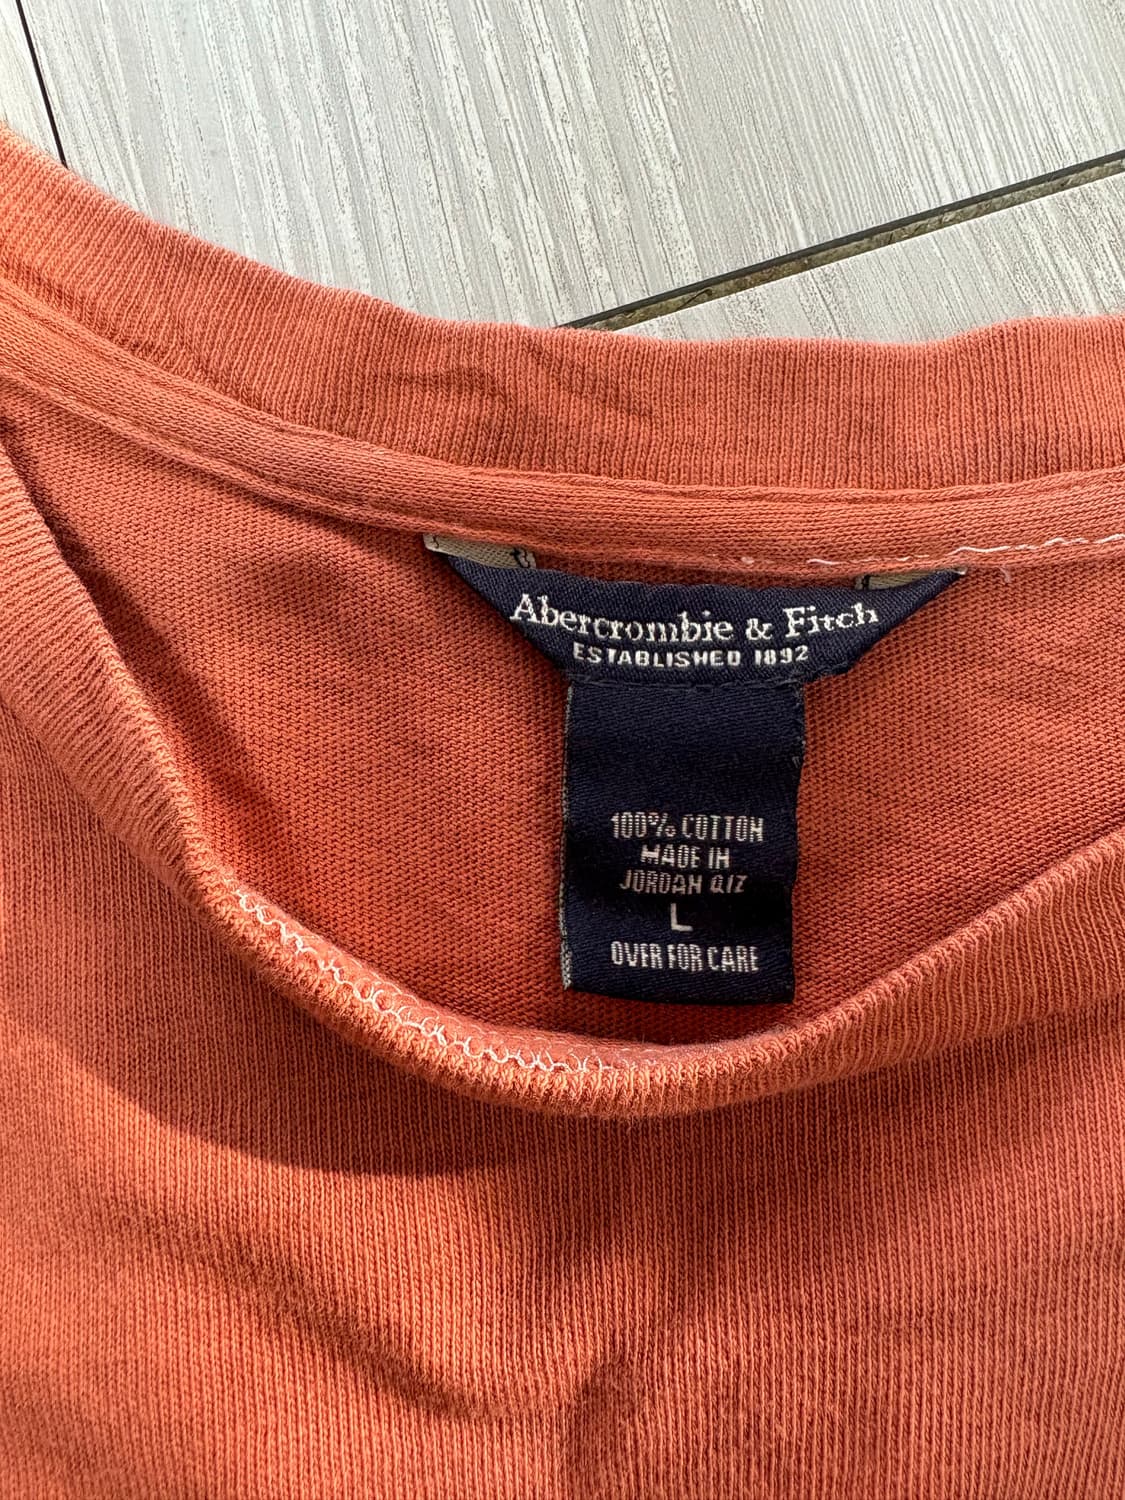 Abercrombie & Fitch
ESTABLISHED 1892
100% COTTON
MADE IN
JORDAN QIZ
L
OVER FOR CARE